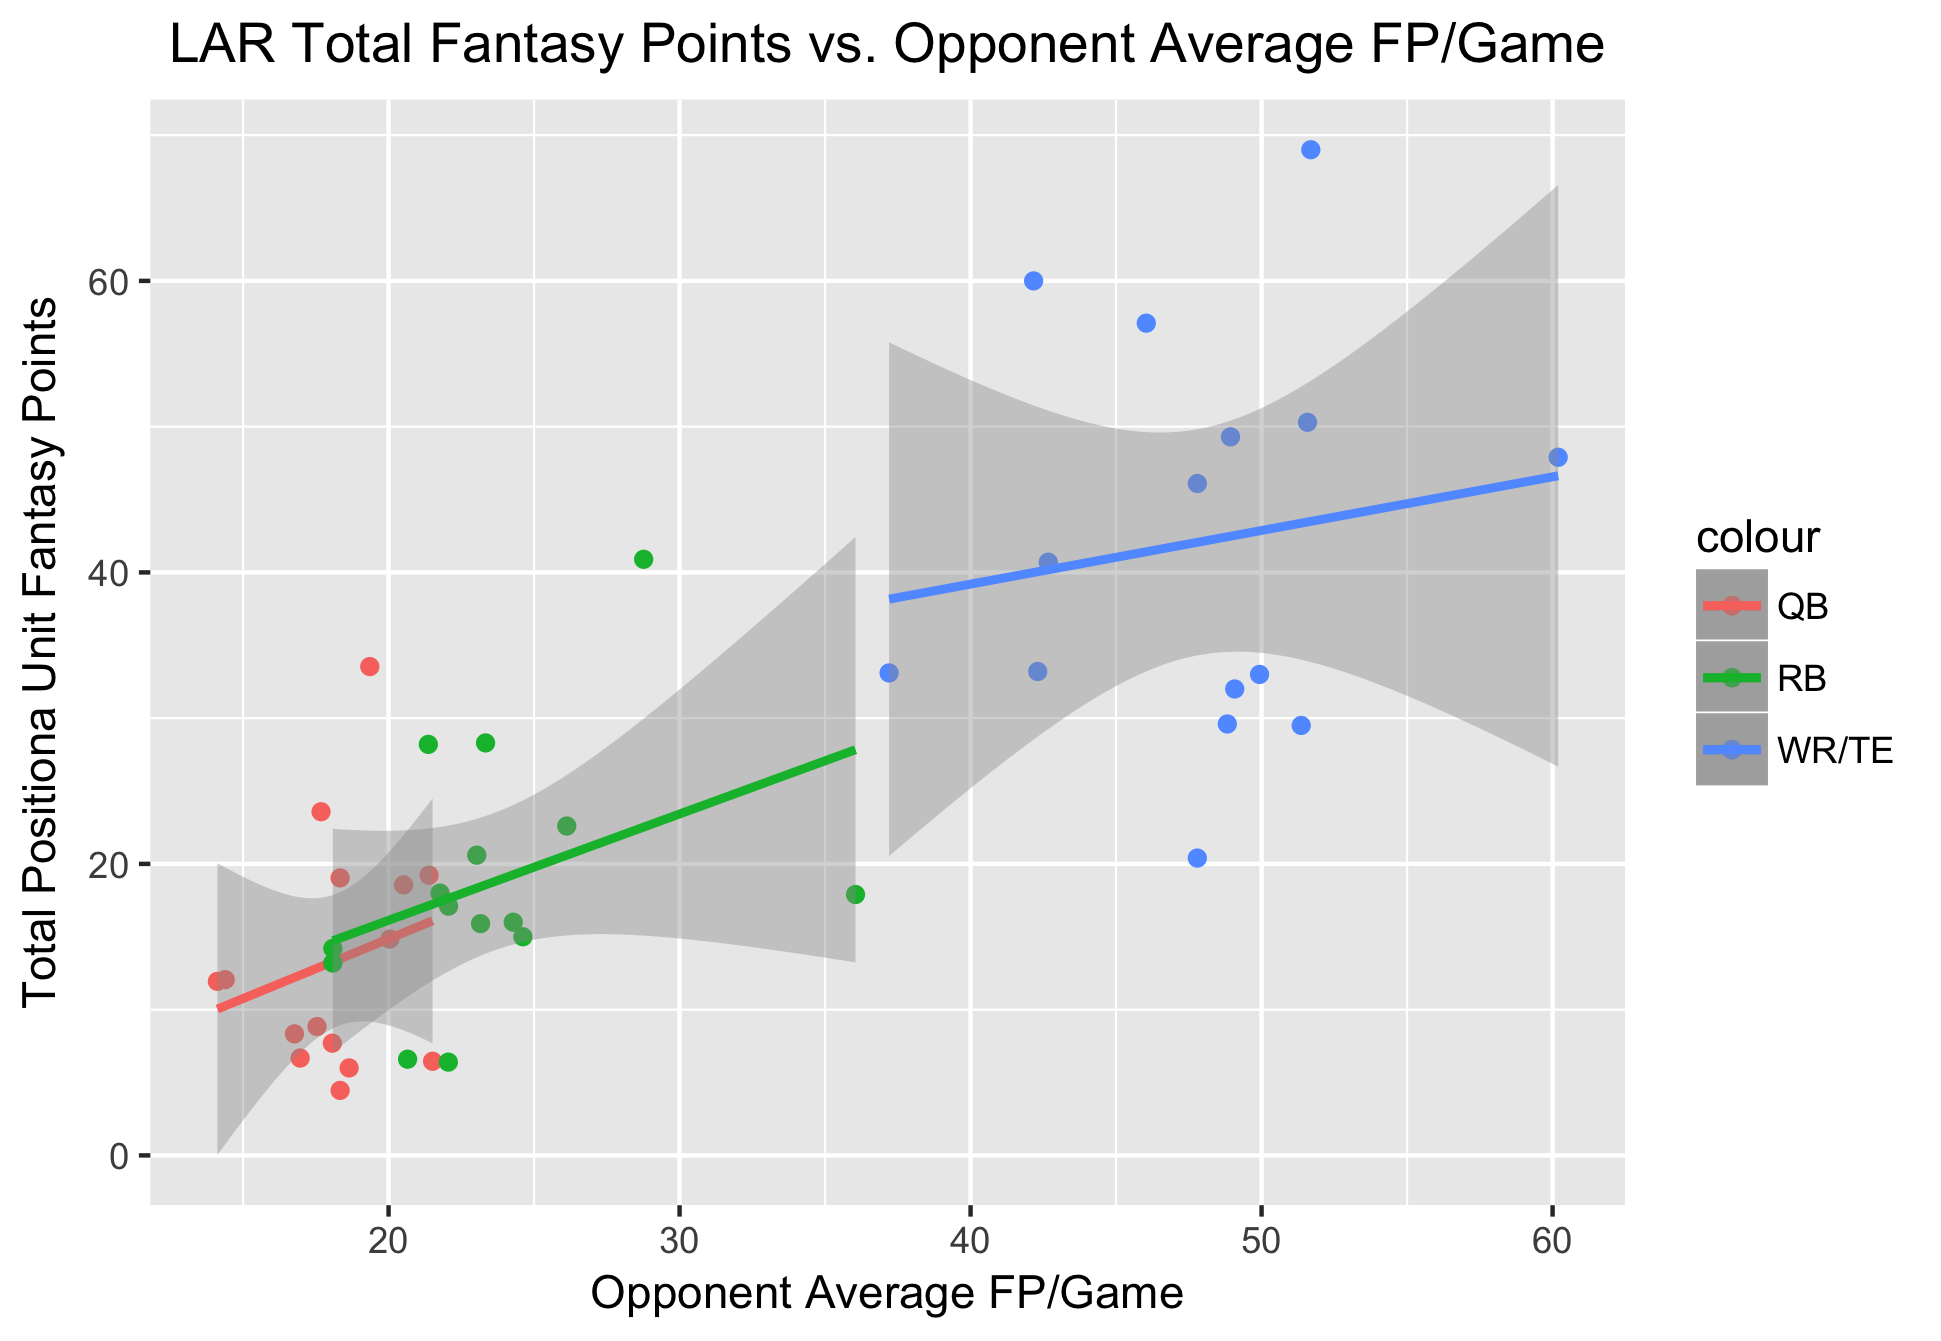 LAR Total Fantasy Points vs. Opponent Average FP/Game
Total Positiona Unit Fantasy Points
60
40
20
0
20 30 40 50 60
Opponent Average FP/Game
colour
QB
RB
WR/TE